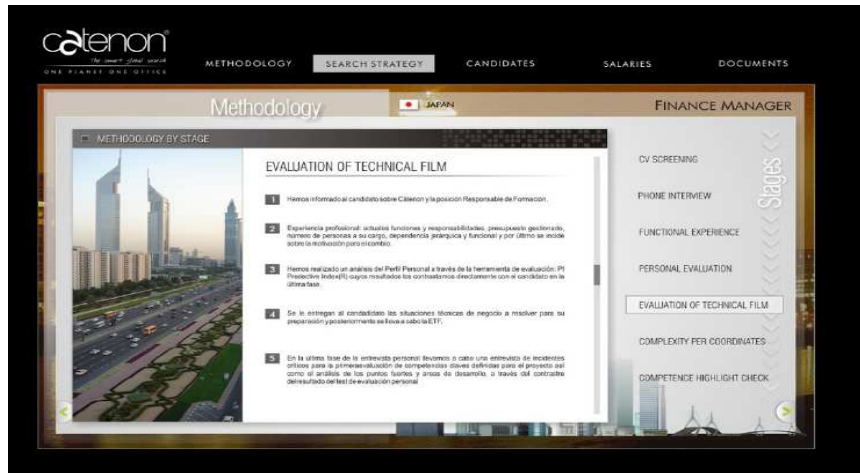 catenon
The smart global search
ONE PLANET ONE OFFICE
METHODOLOGY
SEARCH STRATEGY
CANDIDATES
SALARIES
DOCUMENTS
Methodology
JAPAN
FINANCE MANAGER
METHODOLOGY BY STAGE
EVALUATION OF TECHNICAL FILM
1 Hemos informado al candidato sobre Cátenon y la posición Responsable de Formación.
2 Experiencia profesional: actuales funciones y responsabilidades, presupuesto gestionado,
número de personas a su cargo, dependencia jerárquica y funcional y por último se incide
sobre la motivación para el cambio.
3 Hemos realizado un análisis del Perfil Personal a través de la herramienta de evaluación: PI
Predective Index(R) cuyos resultados los contrastamos directamente con el candidato en la
última fase.
4 Se le entregan al candadidato las situaciones técnicas de negocio a resolver para su
preparación y posteriormente se lleva a cabo la ETF.
5 En la última fase de la entrevista personal llevamos a cabo una entrevista de incidentes
críticos para la primera evaluación de competencias claves definidas para el proyecto así
como el análisis de los puntos fuertes y areas de desarrollo, a través del contraste
del resultado del test de evaluación personal
Stages
CV SCREENING
PHONE INTERVIEW
FUNCTIONAL EXPERIENCE
PERSONAL EVALUATION
EVALUATION OF TECHNICAL FILM
COMPLEXITY PER COORDINATES
COMPETENCE HIGHLIGHT CHECK